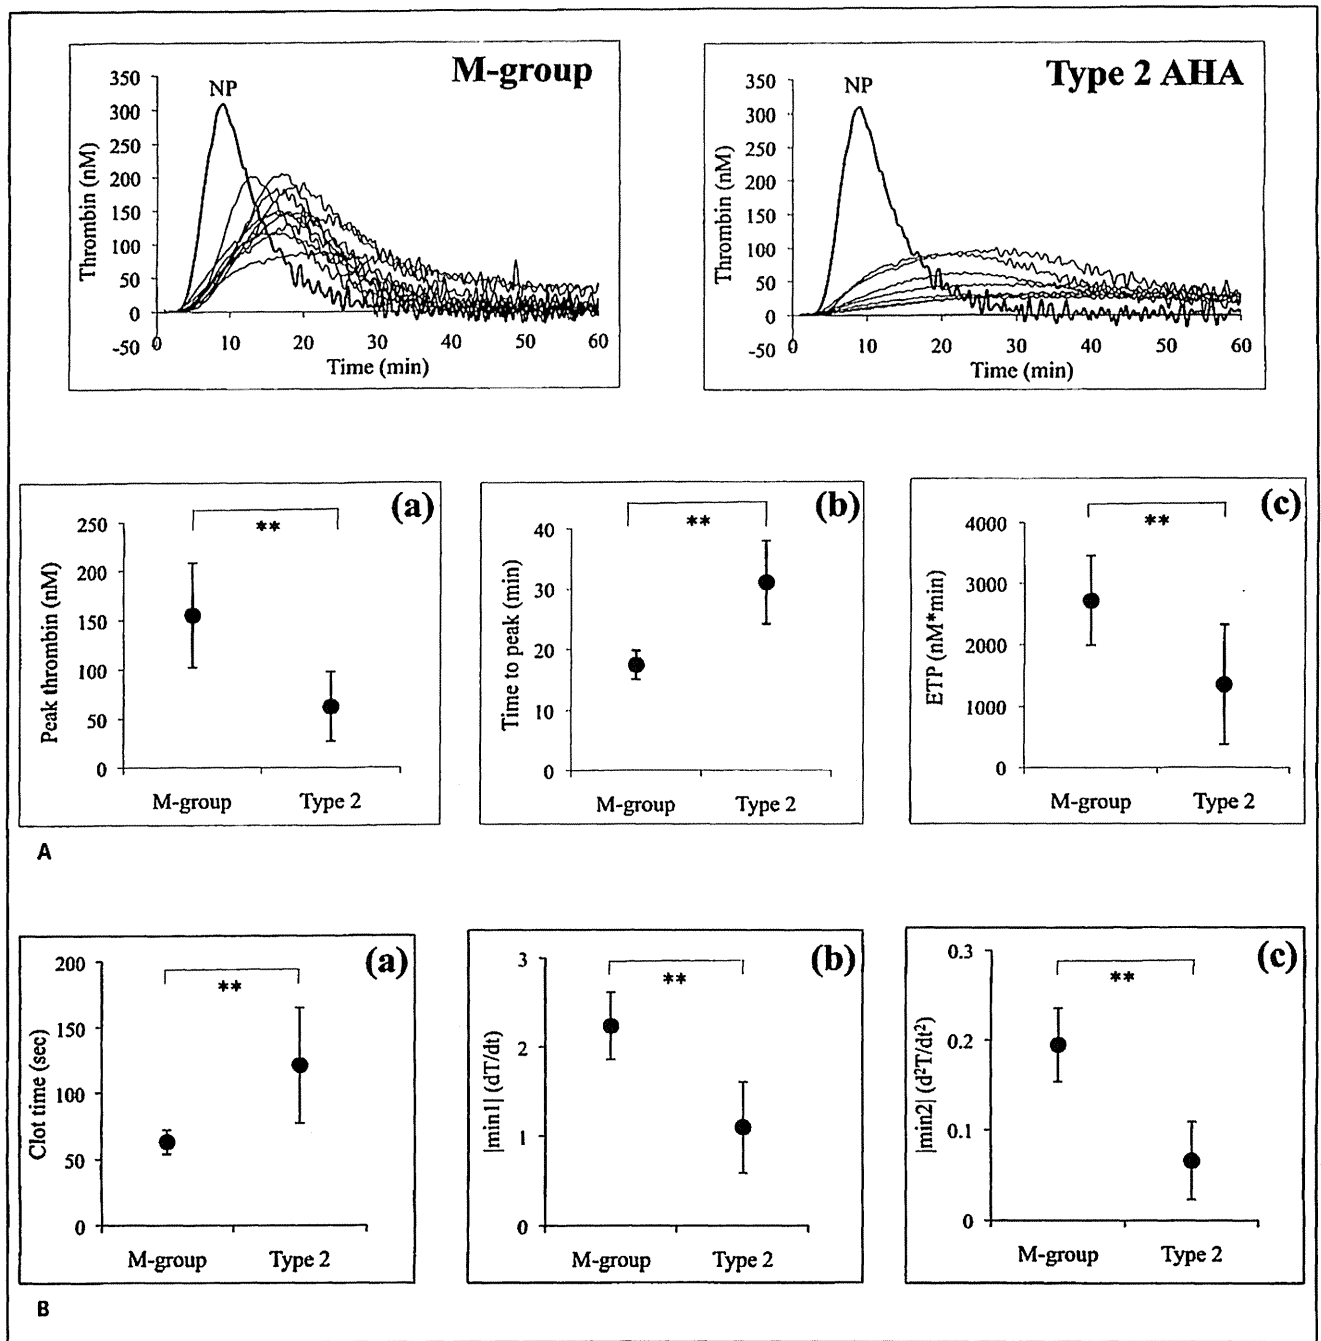 M-group
NP
350
300
250
200
150
100
50
0
-50
Thrombin (nM)
0 10 20 30 40 50 60
Time (min)
Type 2 AHA
NP
350
300
250
200
150
100
50
0
-50
Thrombin (nM)
0 10 20 30 40 50 60
Time (min)
(a)
**
250
200
150
100
50
0
Peak thrombin (nM)
M-group Type 2
(b)
**
40
30
20
10
0
Time to peak (min)
M-group Type 2
(c)
**
4000
3000
2000
1000
0
ETP (nM*min)
M-group Type 2
A
(a)
**
200
150
100
50
0
Clot time (sec)
M-group Type 2
(b)
**
3
2
1
0
|min1| (dT/dt)
M-group Type 2
(c)
**
0.3
0.2
0.1
0
|min2| (d²T/dt²)
M-group Type 2
B